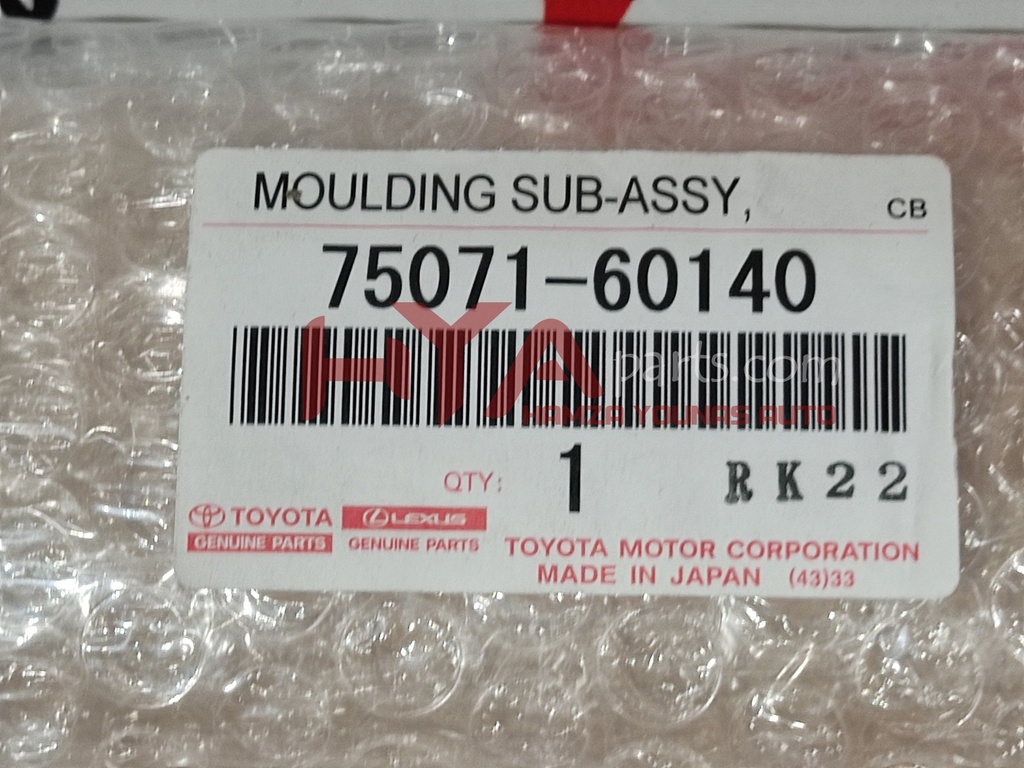 MOULDING SUB-ASSY,
CB
75071-60140
HYA parts.com
HAMZA YOUNAS AUTO
QTY: 1
RK22
TOYOTA
GENUINE PARTS
LEXUS
GENUINE PARTS
TOYOTA MOTOR CORPORATION
MADE IN JAPAN (43)33